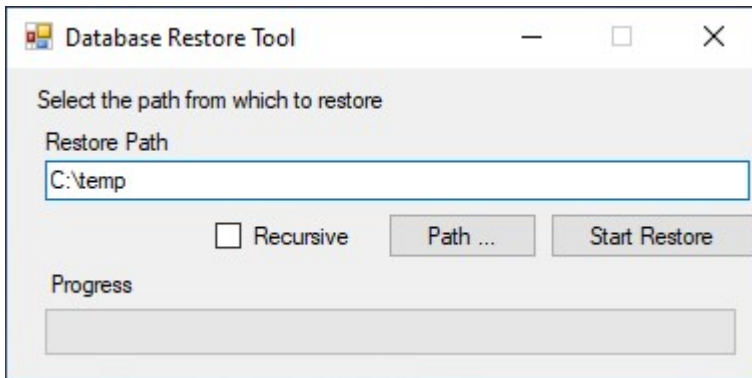 Database Restore Tool
Select the path from which to restore
Restore Path
C:\temp
Recursive Path ... Start Restore
Progress